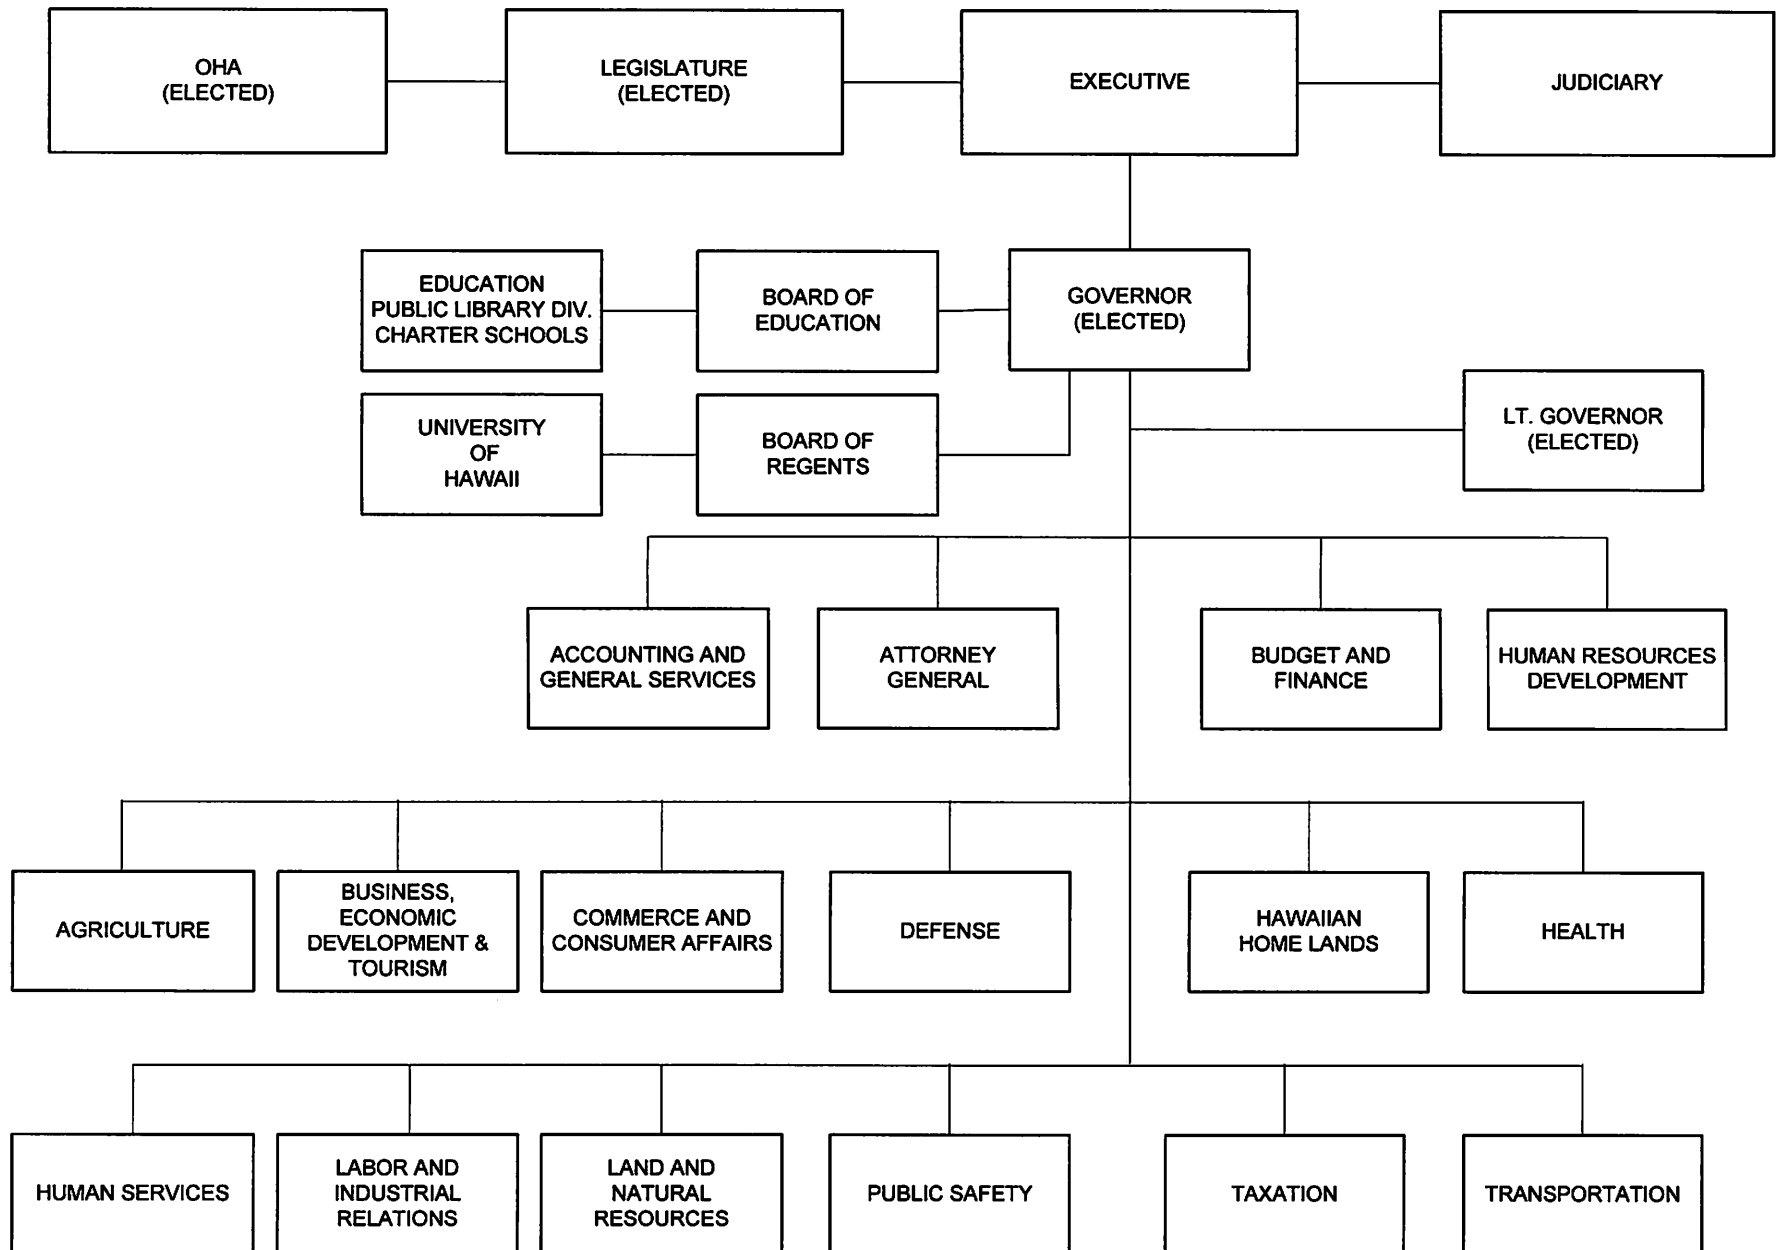 OHA
(ELECTED)
LEGISLATURE
(ELECTED)
EXECUTIVE
JUDICIARY
EDUCATION
PUBLIC LIBRARY DIV.
CHARTER SCHOOLS
BOARD OF
EDUCATION
GOVERNOR
(ELECTED)
UNIVERSITY
OF
HAWAII
BOARD OF
REGENTS
LT. GOVERNOR
(ELECTED)
ACCOUNTING AND
GENERAL SERVICES
ATTORNEY
GENERAL
BUDGET AND
FINANCE
HUMAN RESOURCES
DEVELOPMENT
AGRICULTURE
BUSINESS,
ECONOMIC
DEVELOPMENT &
TOURISM
COMMERCE AND
CONSUMER AFFAIRS
DEFENSE
HAWAIIAN
HOME LANDS
HEALTH
HUMAN SERVICES
LABOR AND
INDUSTRIAL
RELATIONS
LAND AND
NATURAL
RESOURCES
PUBLIC SAFETY
TAXATION
TRANSPORTATION